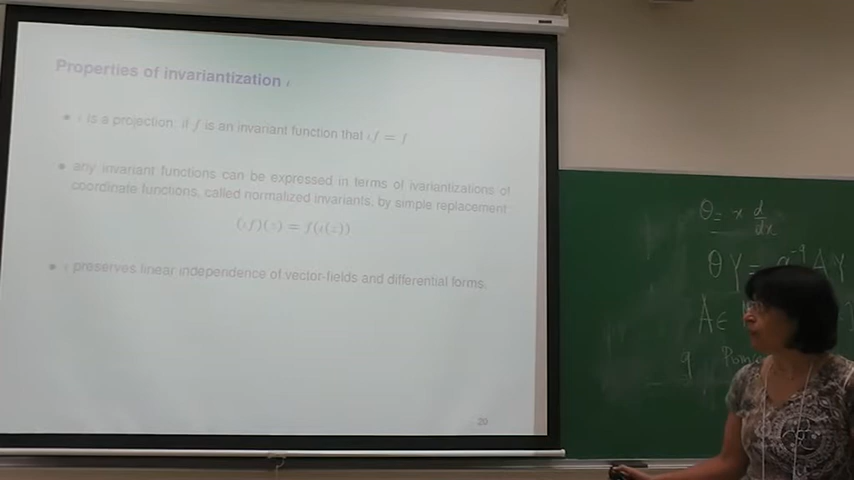 Properties of invariantization ι
• ι is a projection: if f is an invariant function that ιf = f
• any invariant functions can be expressed in terms of ivariantizations of
coordinate functions, called normalized invariants, by simple replacement
(ιf)(z) = f(ι(z))
• ι preserves linear independence of vector-fields and differential forms.
20
θ = x d/dx
θY = q⁻⁹ A Y
A ∈
q